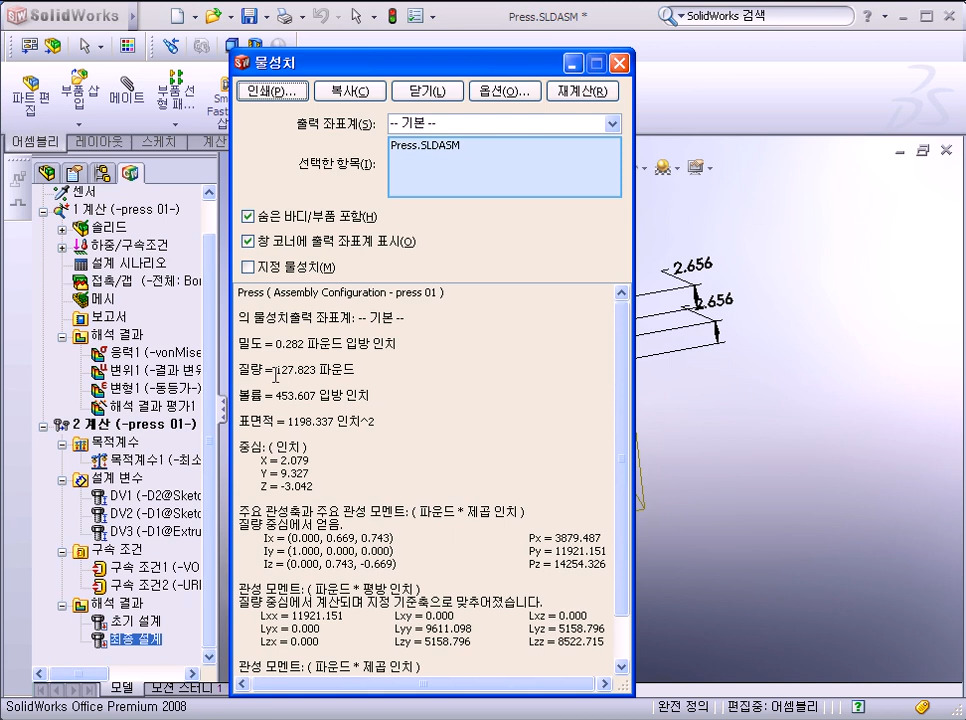 SolidWorks
Press.SLDASM *
SolidWorks 검색
파트 편집
부품 삽입
메이트
부품 선형 패...
Sm
Fast
어셈블리 레이아웃 스케치 계산
센서
1 계산 (-press 01-)
솔리드
하중/구속조건
설계 시나리오
접촉/갭 (-전체: Bor
메시
보고서
해석 결과
응력1 (-vonMise
변위1 (-결과 변위
변형1 (-동등가-)
해석 결과 평가1
2 계산 (-press 01-)
목적계수
목적계수1 (-최소
설계 변수
DV1 (-D2@Sketc
DV2 (-D1@Sketc
DV3 (-D1@Extru
구속 조건
구속 조건1 (-VO
구속 조건2 (-URI
해석 결과
초기 설계
최종 설계
모델 모션 스터디 1
물성치
인쇄(P)... 복사(C) 닫기(L) 옵션(O)... 재계산(R)
출력 좌표계(S): -- 기본 --
선택한 항목(I): Press.SLDASM
숨은 바디/부품 포함(H)
창 코너에 출력 좌표계 표시(O)
지정 물성치(M)
Press ( Assembly Configuration - press 01 )
의 물성치출력 좌표계: -- 기본 --
밀도 = 0.282 파운드 입방 인치
질량 = 127.823 파운드
볼륨 = 453.607 입방 인치
표면적 = 1198.337 인치^2
중심: ( 인치 )
X = 2.079
Y = 9.327
Z = -3.042
주요 관성축과 주요 관성 모멘트: ( 파운드 * 제곱 인치 )
질량 중심에서 얻음.
Ix = (0.000, 0.669, 0.743) Px = 3879.487
Iy = (1.000, 0.000, 0.000) Py = 11921.151
Iz = (0.000, 0.743, -0.669) Pz = 14254.326
관성 모멘트: ( 파운드 * 평방 인치 )
질량 중심에서 계산되며 지정 기준축으로 맞추어졌습니다.
Lxx = 11921.151 Lxy = 0.000 Lxz = 0.000
Lyx = 0.000 Lyy = 9611.098 Lyz = 5158.796
Lzx = 0.000 Lzy = 5158.796 Lzz = 8522.715
관성 모멘트: ( 파운드 * 제곱 인치 )
2.656
2.656
SolidWorks Office Premium 2008
완전 정의 편집중: 어셈블리